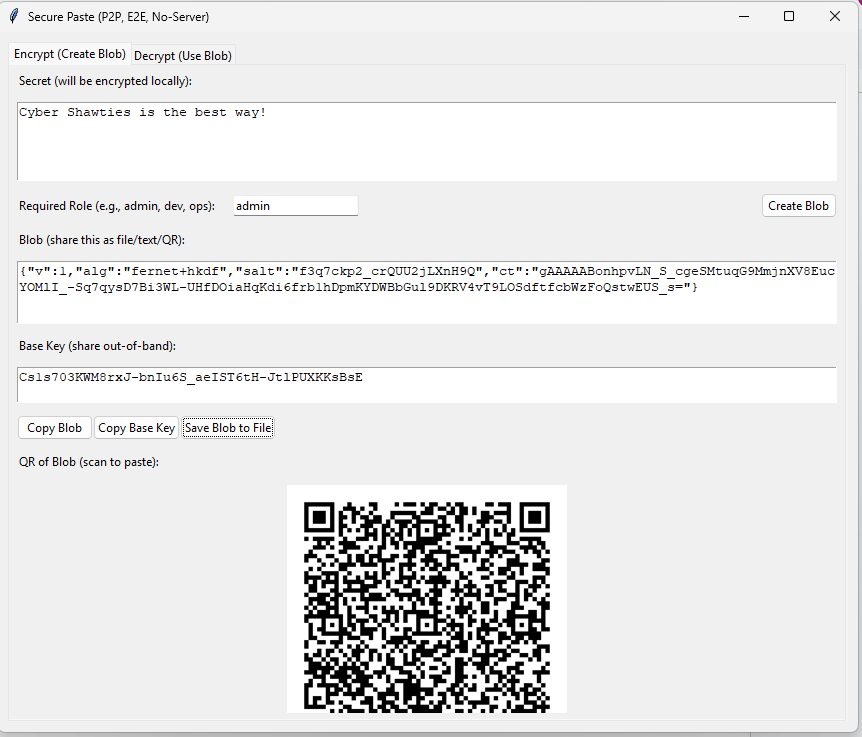 Secure Paste (P2P, E2E, No-Server)
Encrypt (Create Blob) Decrypt (Use Blob)
Secret (will be encrypted locally):
Cyber Shawties is the best way!
Required Role (e.g., admin, dev, ops): admin Create Blob
Blob (share this as file/text/QR):
{"v":1,"alg":"fernet+hkdf","salt":"f3q7ckp2_crQUU2jLXnH9Q","ct":"gAAAAABonhpvLN_S_cgeSMtuqG9MmjnXV8Euc
YOMlI_-Sq7qysD7Bi3WL-UHfDOiaHqKdi6frb1hDpmKYDWBbGul9DKRV4vT9LOSdftfcbWzFoQstwEUS_s="}
Base Key (share out-of-band):
Csls703KWM8rxJ-bnIu6S_aeIST6tH-JtlPUXKKsBsE
Copy Blob Copy Base Key Save Blob to File
QR of Blob (scan to paste):